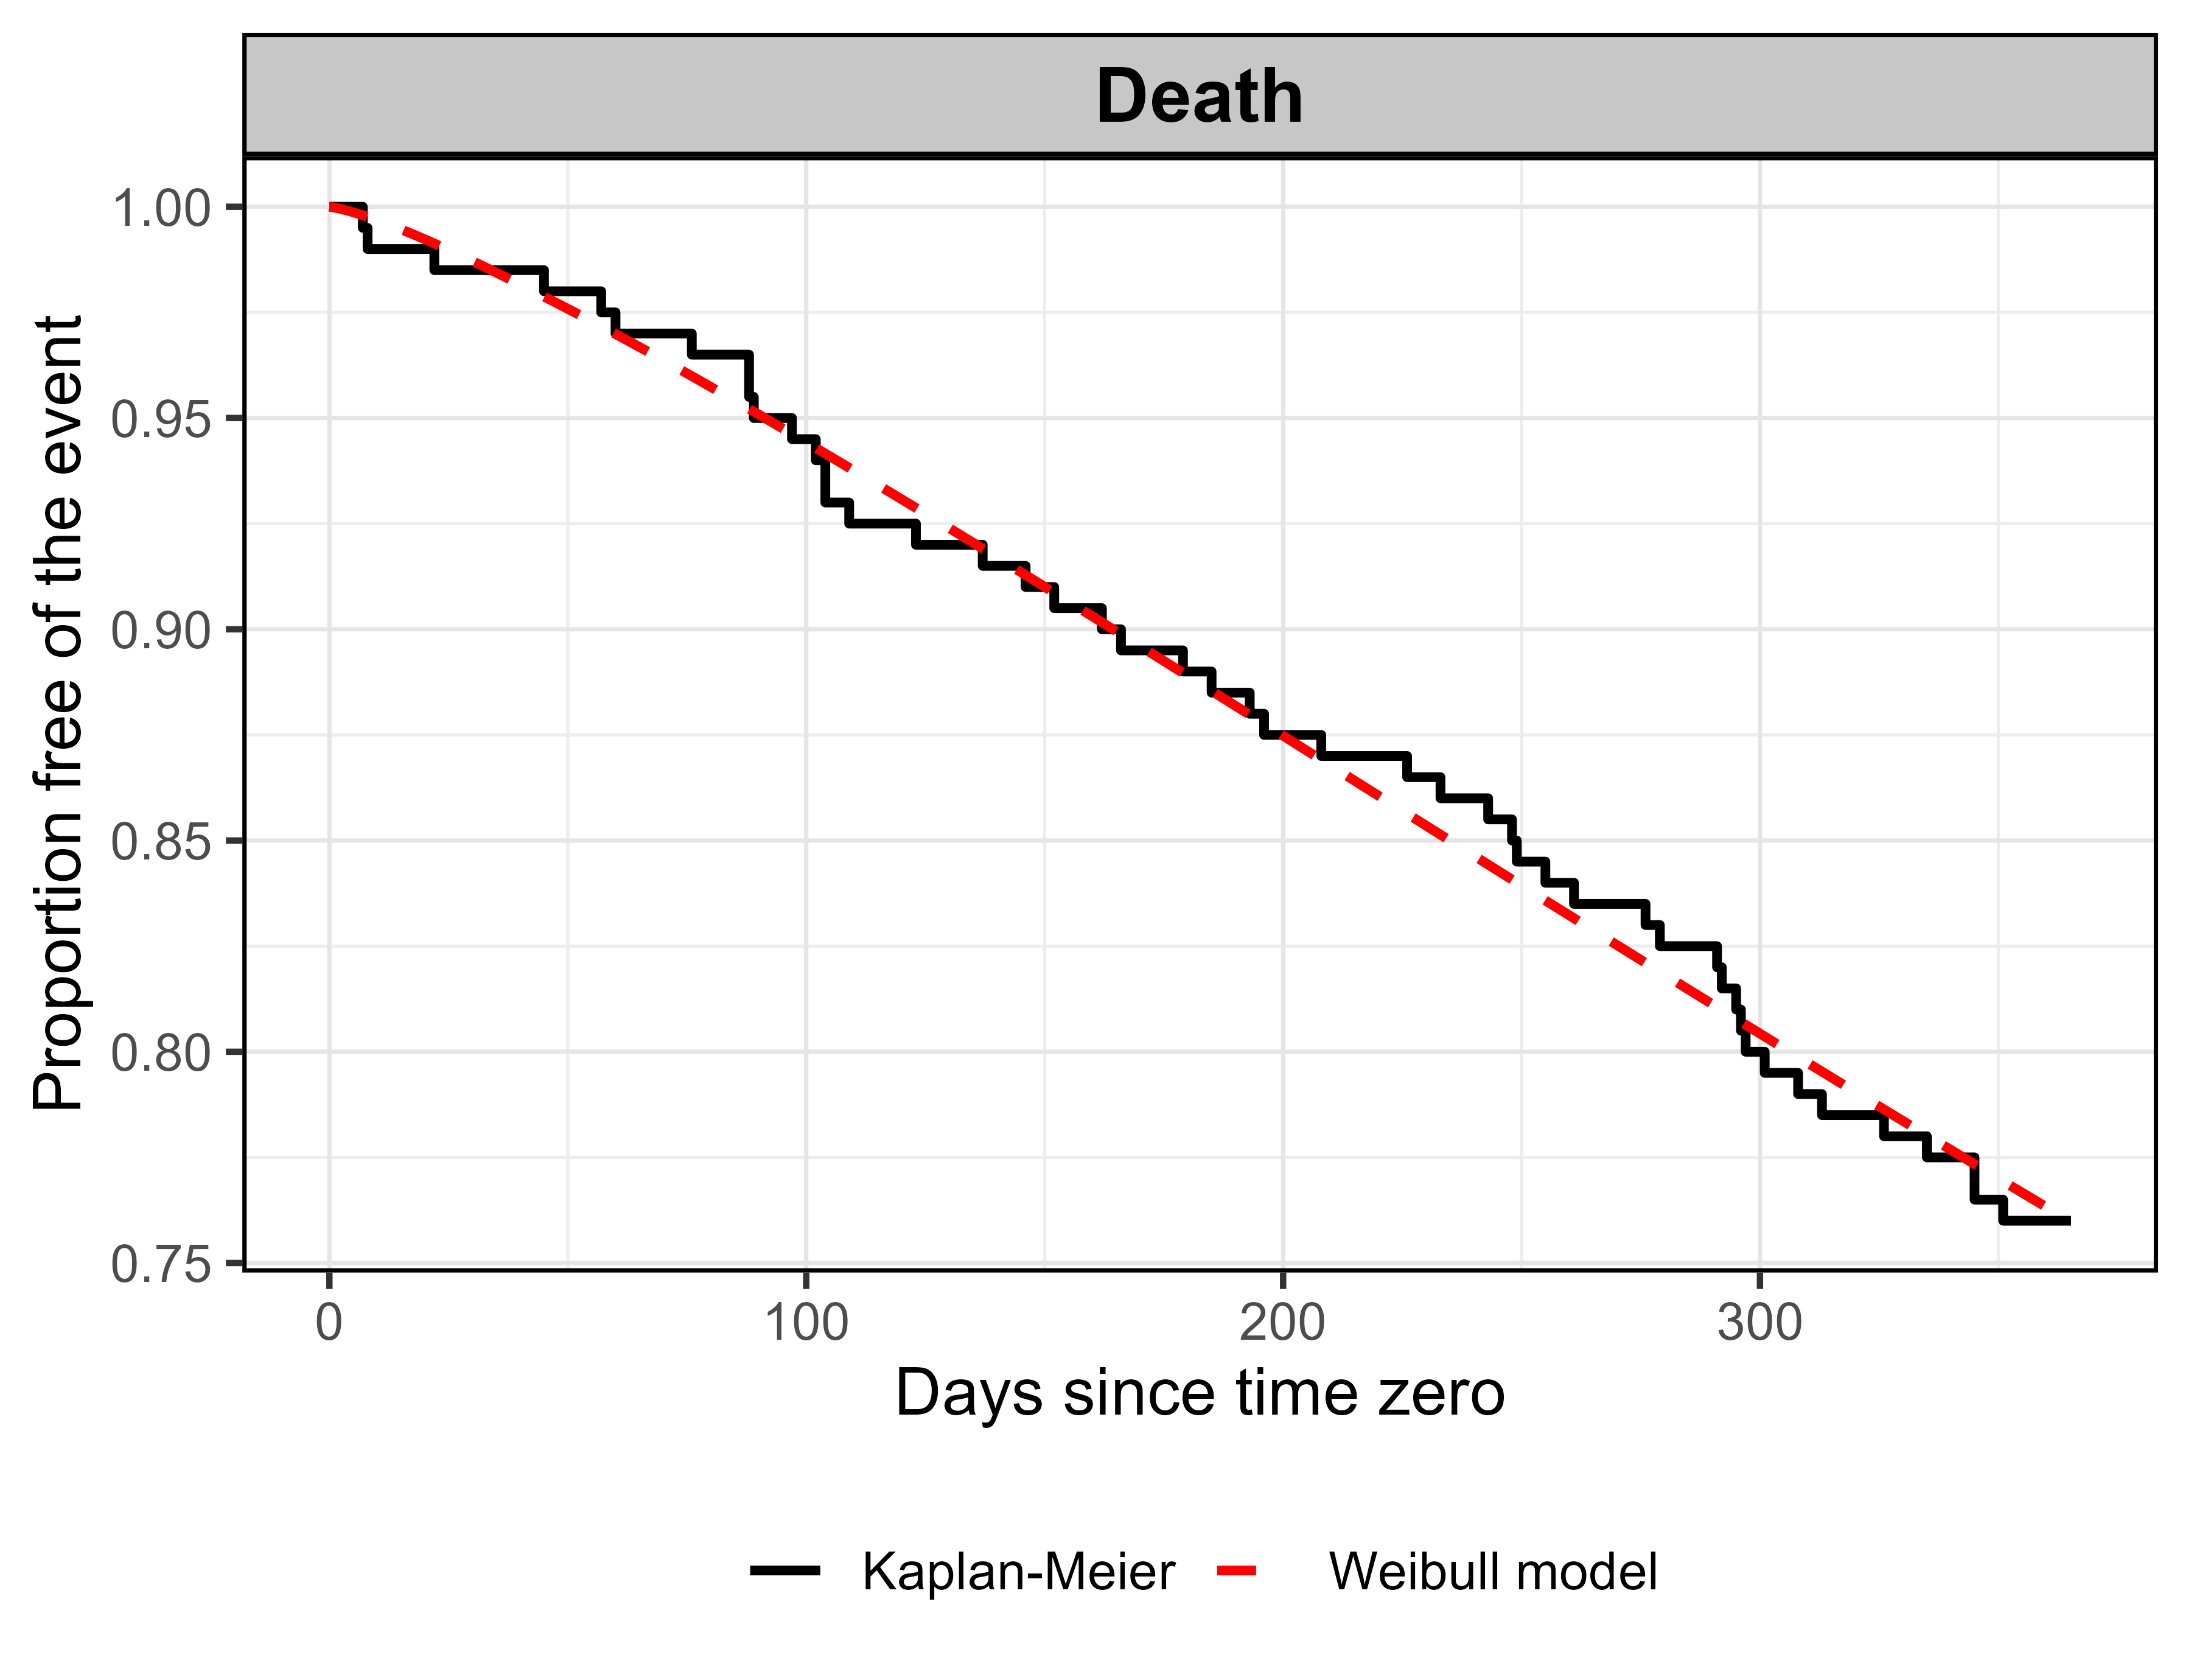 Death
Proportion free of the event
1.00
0.95
0.90
0.85
0.80
0.75
0 100 200 300
Days since time zero
Kaplan-Meier Weibull model